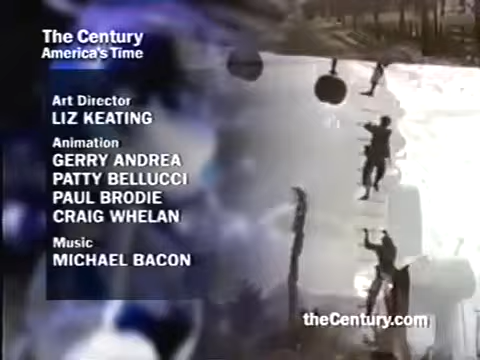 The Century
America's Time
Art Director
LIZ KEATING
Animation
GERRY ANDREA
PATTY BELLUCCI
PAUL BRODIE
CRAIG WHELAN
Music
MICHAEL BACON
theCentury.com